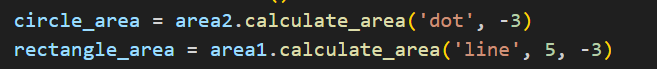 circle_area = area2.calculate_area('dot', -3)
rectangle_area = area1.calculate_area('line', 5, -3)